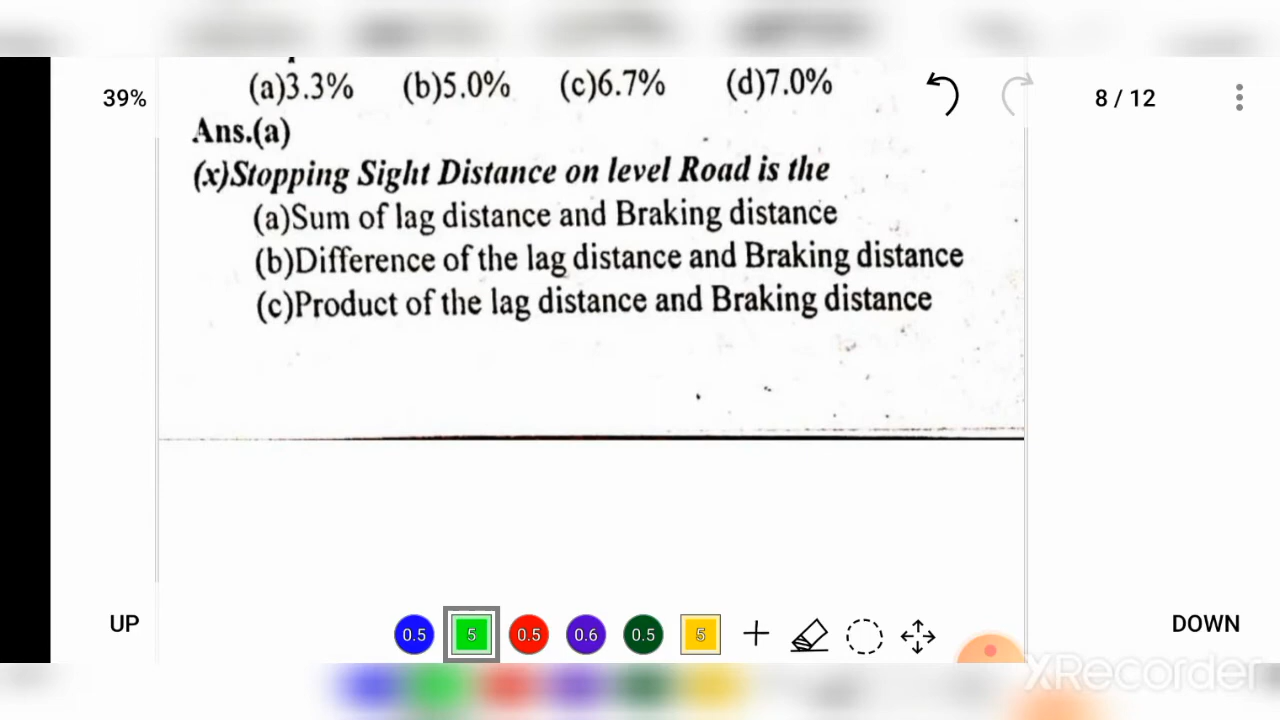 (a)3.3% (b)5.0% (c)6.7% (d)7.0%
39%
8 / 12
Ans.(a)
(x)Stopping Sight Distance on level Road is the
(a)Sum of lag distance and Braking distance
(b)Difference of the lag distance and Braking distance
(c)Product of the lag distance and Braking distance
UP
DOWN
0.5 5 0.5 0.6 0.5 5
XRecorder